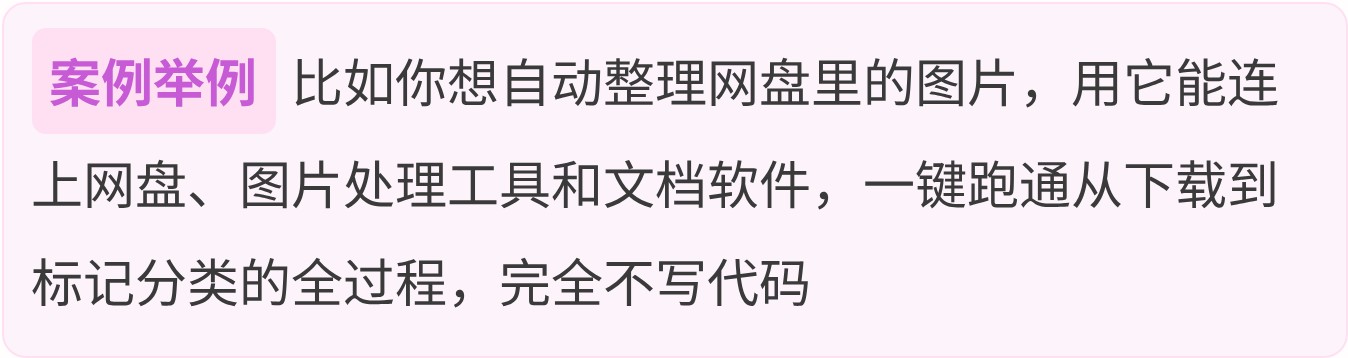 案例举例 比如你想自动整理网盘里的图片，用它能连
上网盘、图片处理工具和文档软件，一键跑通从下载到
标记分类的全过程，完全不写代码